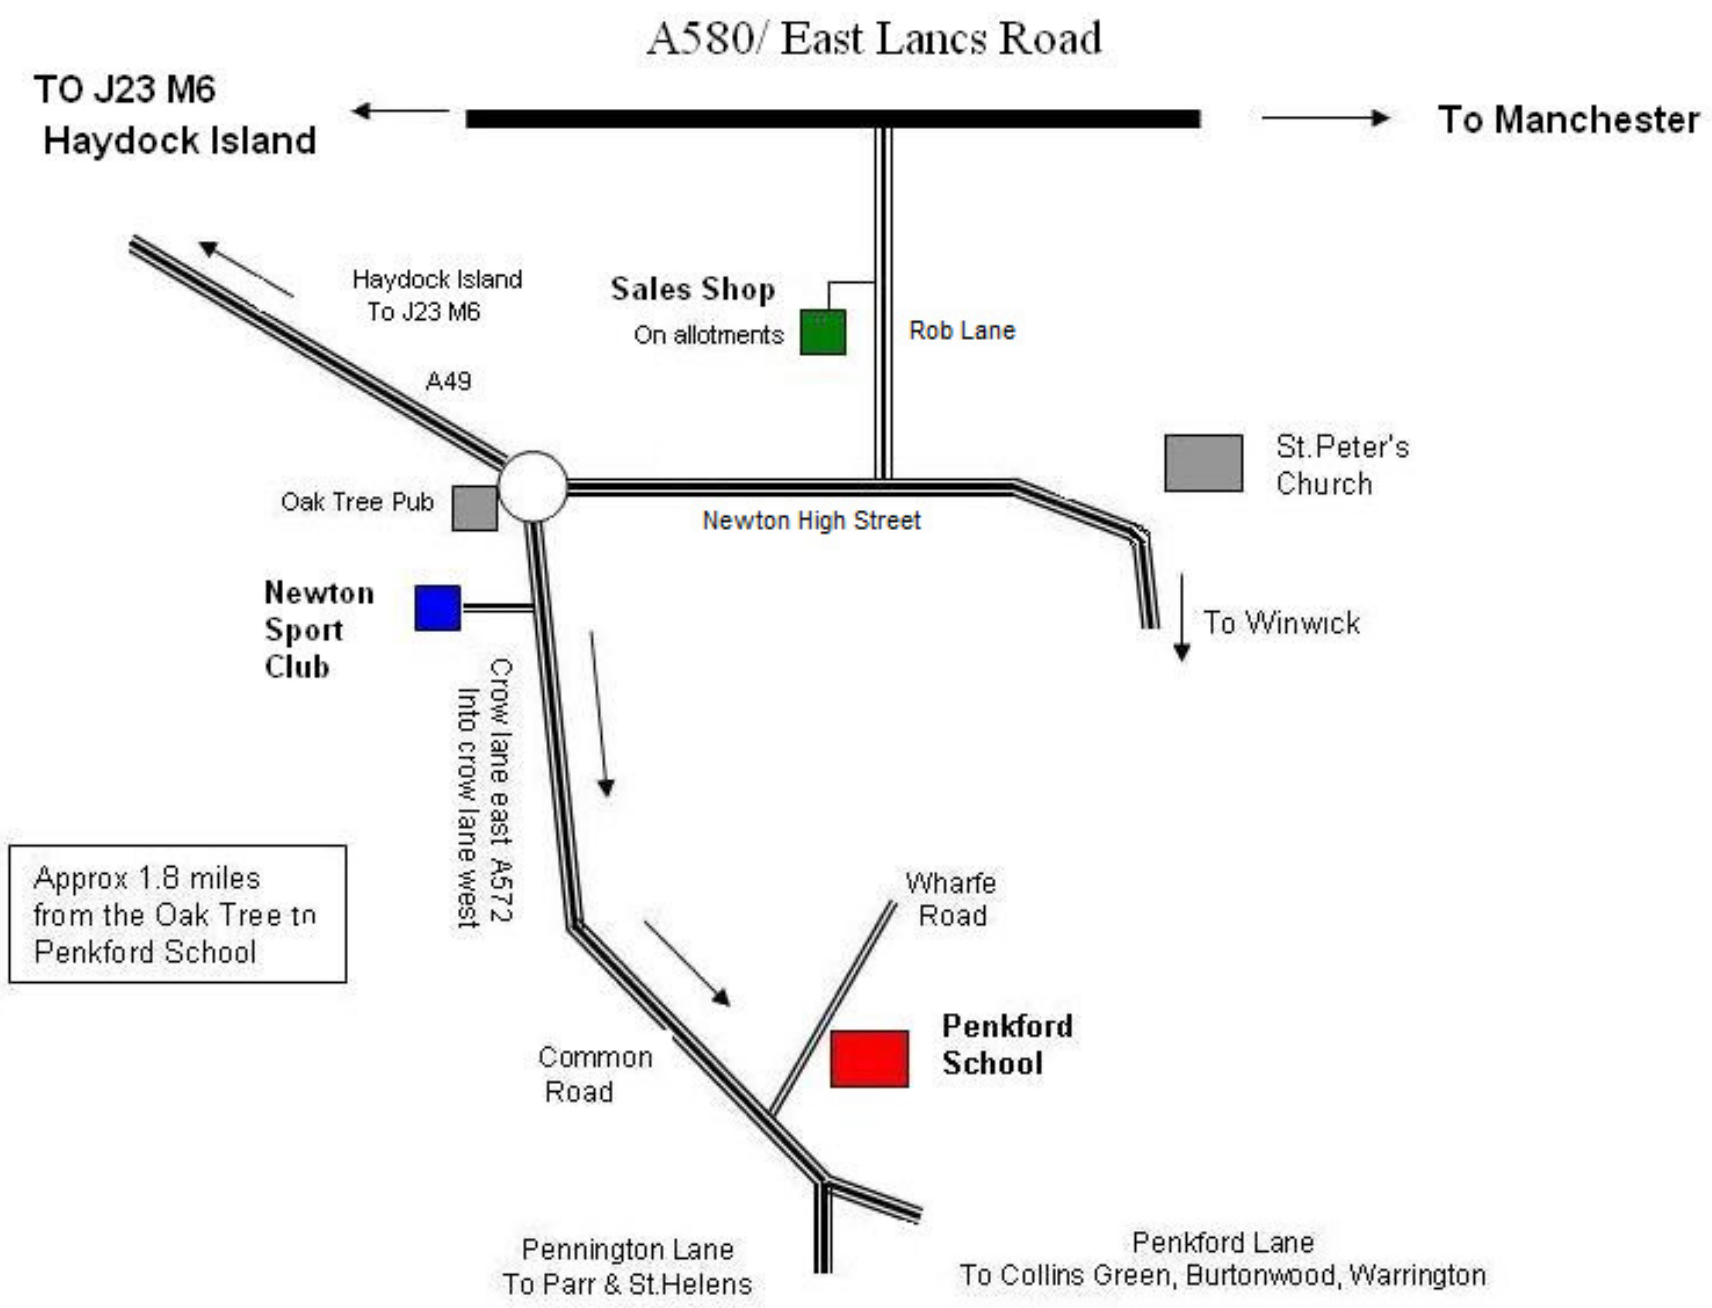 A580/ East Lancs Road
TO J23 M6
Haydock Island
To Manchester
Haydock Island
To J23 M6
A49
Sales Shop
On allotments
Rob Lane
St.Peter's
Church
Oak Tree Pub
Newton High Street
Newton
Sport
Club
To Winwick
Crow lane east A572
Into crow lane west
Approx 1.8 miles
from the Oak Tree to
Penkford School
Wharfe
Road
Penkford
School
Common
Road
Pennington Lane
To Parr & St.Helens
Penkford Lane
To Collins Green, Burtonwood, Warrington